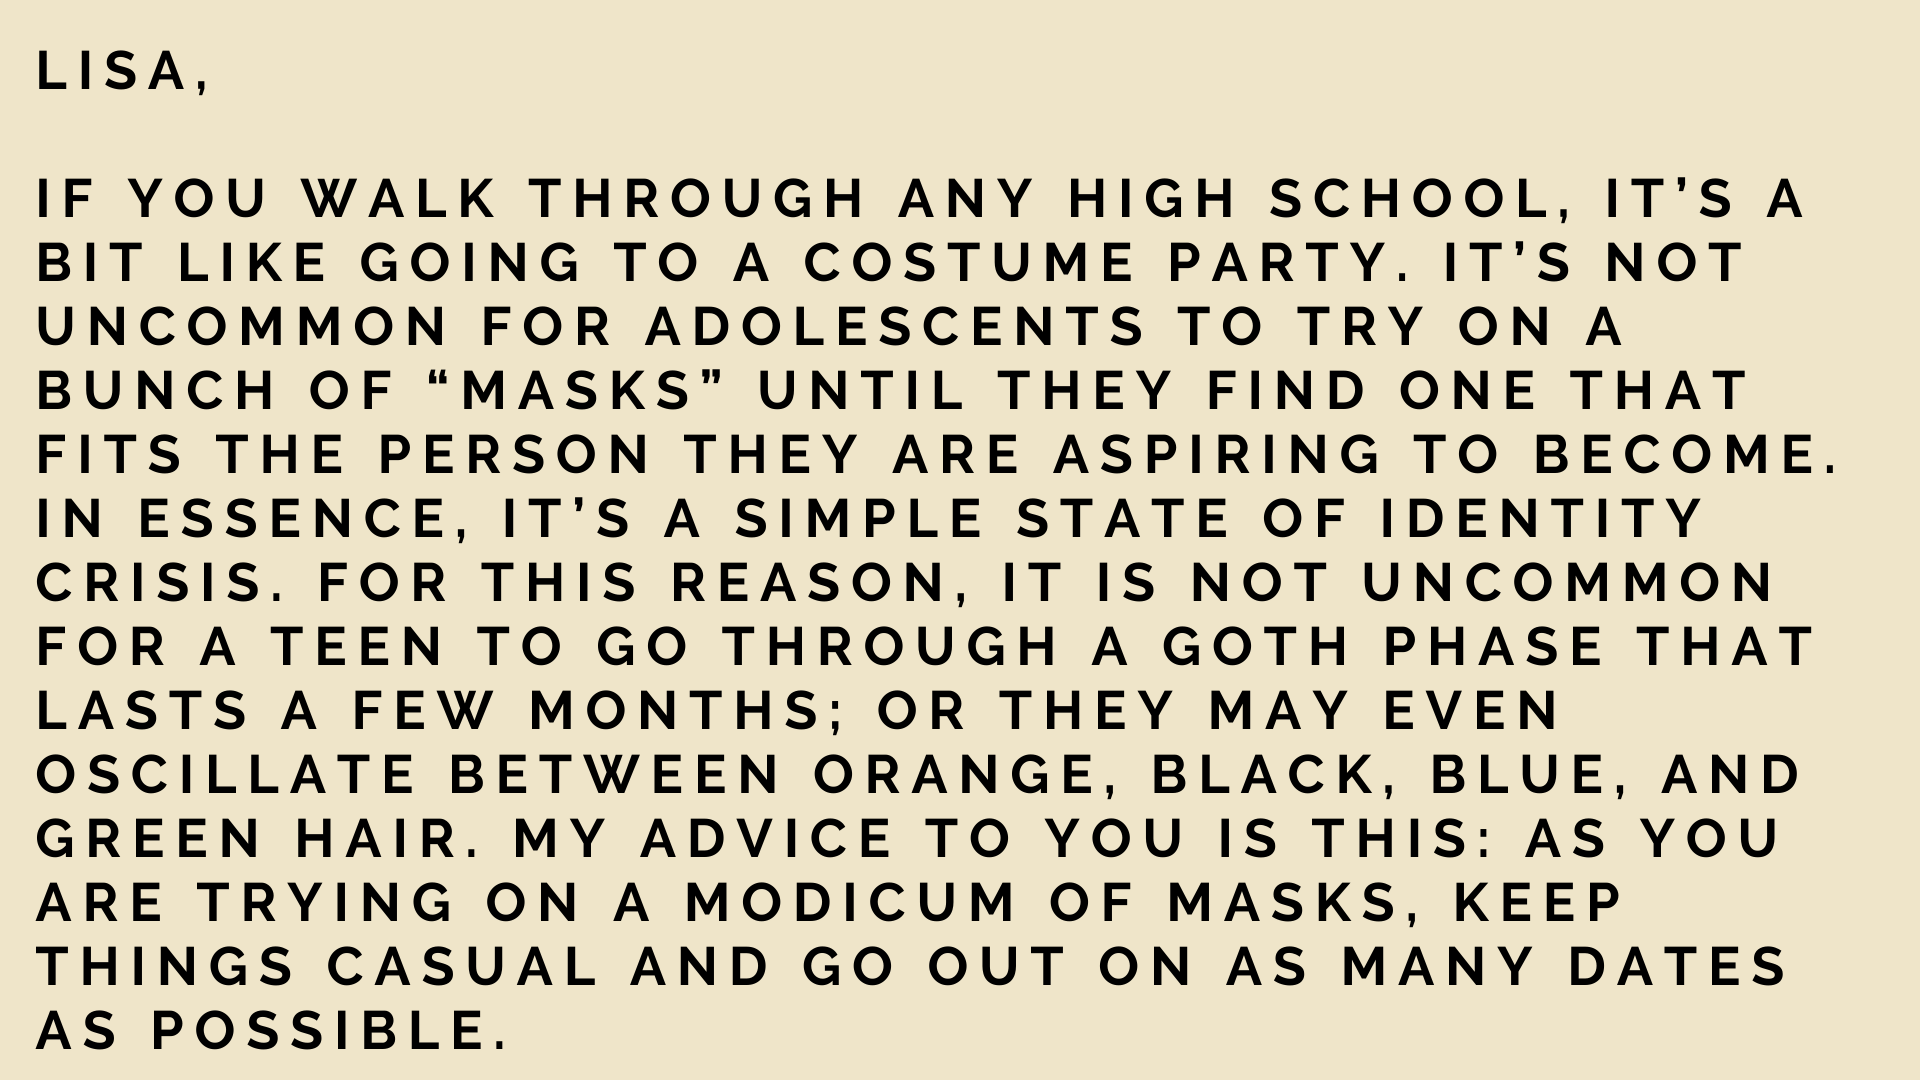 LISA,
IF YOU WALK THROUGH ANY HIGH SCHOOL, IT’S A
BIT LIKE GOING TO A COSTUME PARTY. IT’S NOT
UNCOMMON FOR ADOLESCENTS TO TRY ON A
BUNCH OF “MASKS” UNTIL THEY FIND ONE THAT
FITS THE PERSON THEY ARE ASPIRING TO BECOME.
IN ESSENCE, IT’S A SIMPLE STATE OF IDENTITY
CRISIS. FOR THIS REASON, IT IS NOT UNCOMMON
FOR A TEEN TO GO THROUGH A GOTH PHASE THAT
LASTS A FEW MONTHS; OR THEY MAY EVEN
OSCILLATE BETWEEN ORANGE, BLACK, BLUE, AND
GREEN HAIR. MY ADVICE TO YOU IS THIS: AS YOU
ARE TRYING ON A MODICUM OF MASKS, KEEP
THINGS CASUAL AND GO OUT ON AS MANY DATES
AS POSSIBLE.